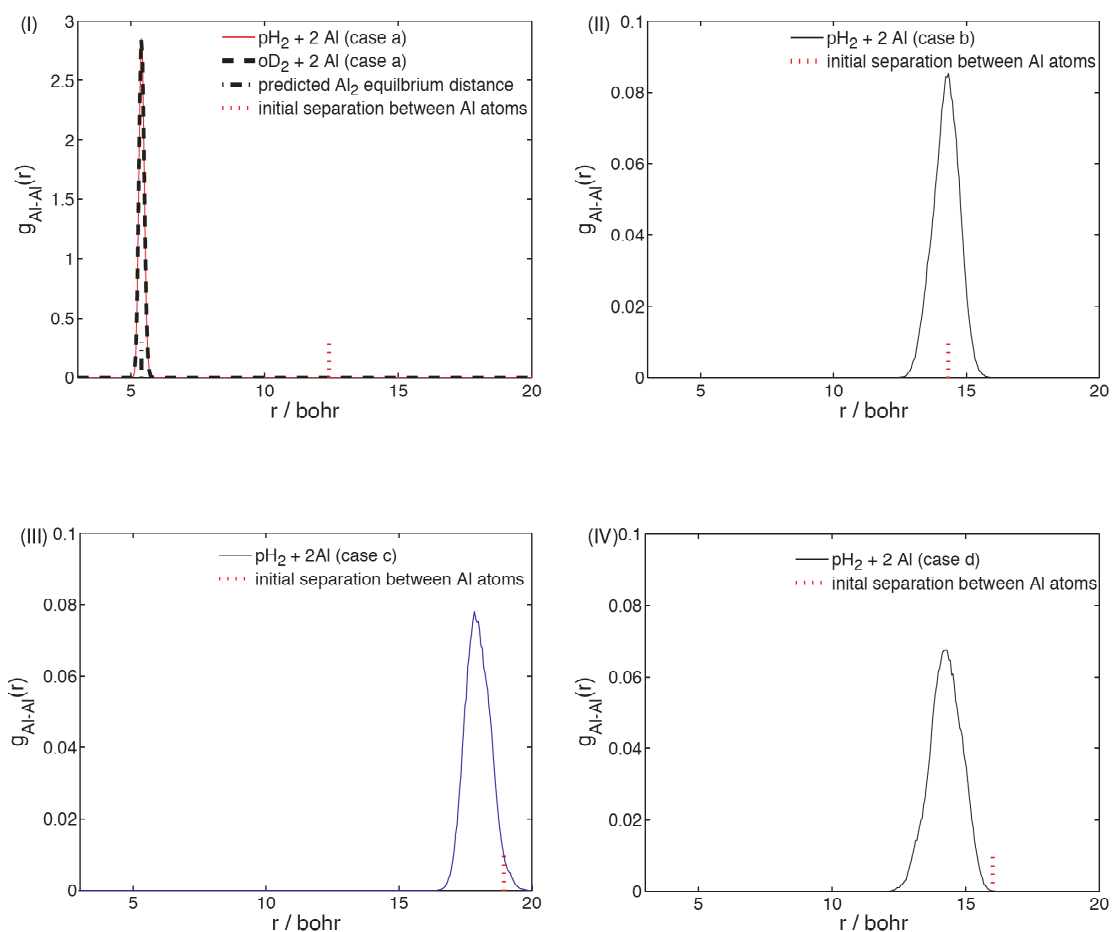 (I)
3
2.5
2
1.5
1
0.5
0
g_Al-Al(r)
pH₂ + 2 Al (case a)
oD₂ + 2 Al (case a)
predicted Al₂ equilbrium distance
initial separation between Al atoms
5 10 15 20
r / bohr
(II)
0.1
0.08
0.06
0.04
0.02
0
g_Al-Al(r)
pH₂ + 2 Al (case b)
initial separation between Al atoms
5 10 15 20
r / bohr
(III)
0.1
0.08
0.06
0.04
0.02
0
g_Al-Al(r)
pH₂ + 2Al (case c)
initial separation between Al atoms
5 10 15 20
r / bohr
(IV)
0.1
0.08
0.06
0.04
0.02
0
g_Al-Al(r)
pH₂ + 2 Al (case d)
inital separation between Al atoms
5 10 15 20
r / bohr